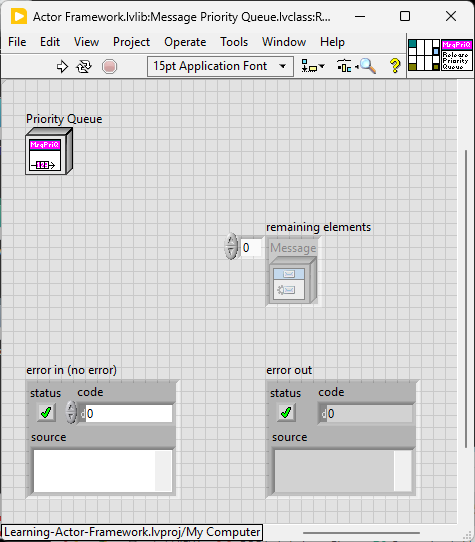 Actor Framework.lvlib:Message Priority Queue.lvclass:R...
File Edit View Project Operate Tools Window
MsgPriQ
Release
Priority
Queue
15pt Application Font
?
Priority Queue
MsgPriQ
remaining elements
0
Message
error in (no error)
error out
status code
status code
d 0
d 0
source
source
Learning-Actor-Framework.lvproj/My Computer